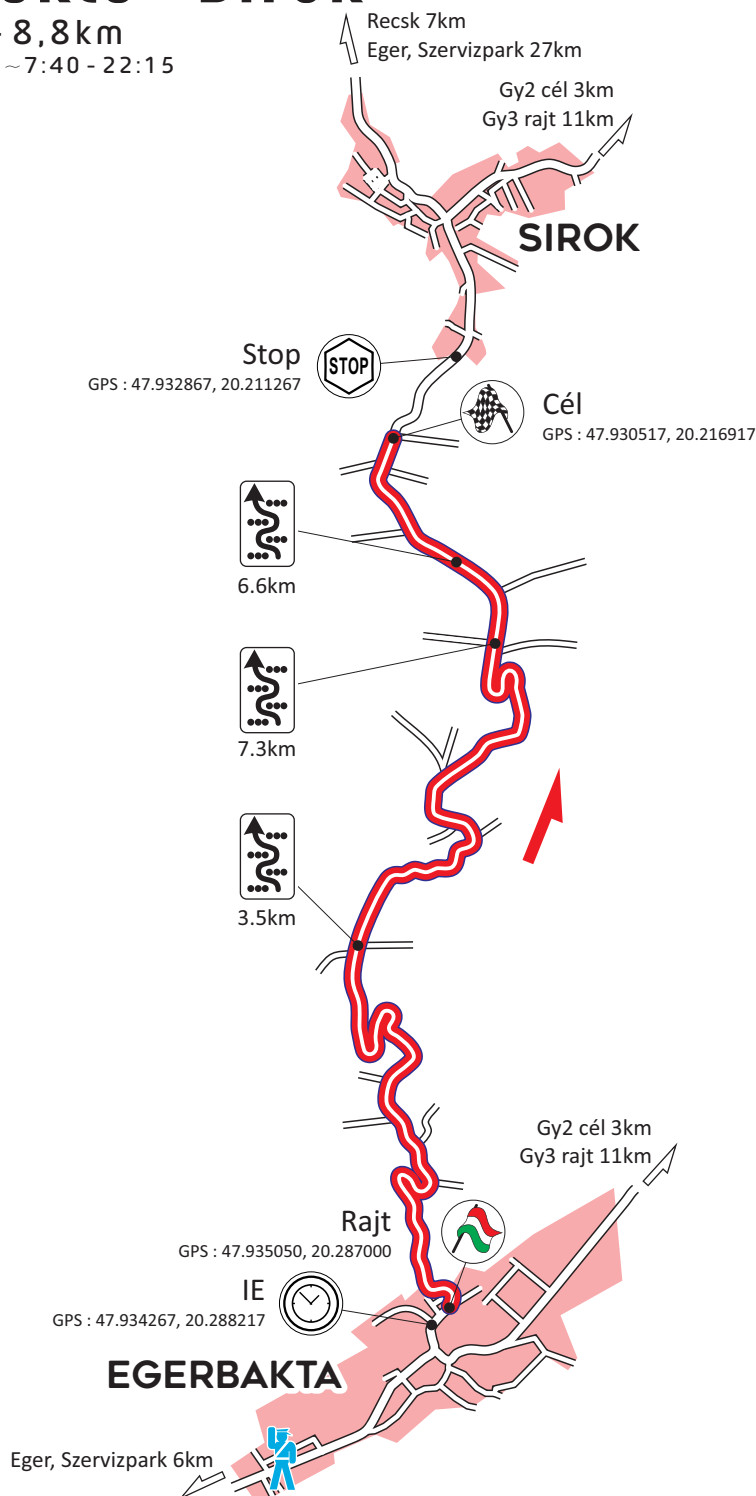 8,8km
~7:40 - 22:15
Recsk 7km
Eger, Szervizpark 27km
Gy2 cél 3km
Gy3 rajt 11km
SIROK
Stop
STOP
GPS : 47.932867, 20.211267
Cél
GPS : 47.930517, 20.216917
6.6km
7.3km
3.5km
Gy2 cél 3km
Gy3 rajt 11km
Rajt
GPS : 47.935050, 20.287000
IE
GPS : 47.934267, 20.288217
EGERBAKTA
Eger, Szervizpark 6km